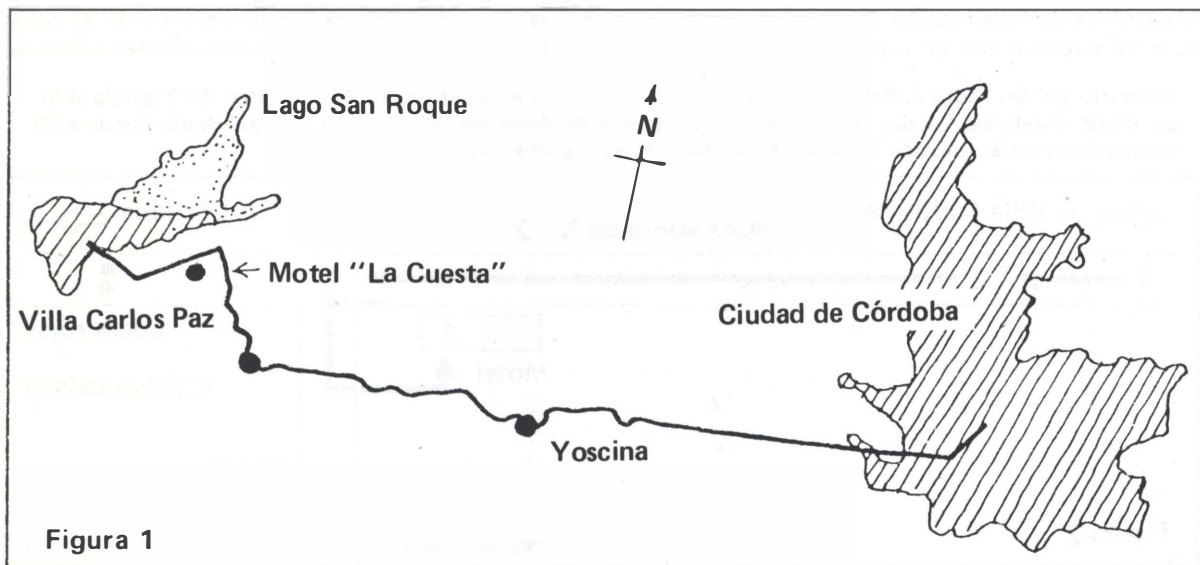 Lago San Roque
N
Motel "La Cuesta"
Villa Carlos Paz
Ciudad de Córdoba
Yoscina
Figura 1